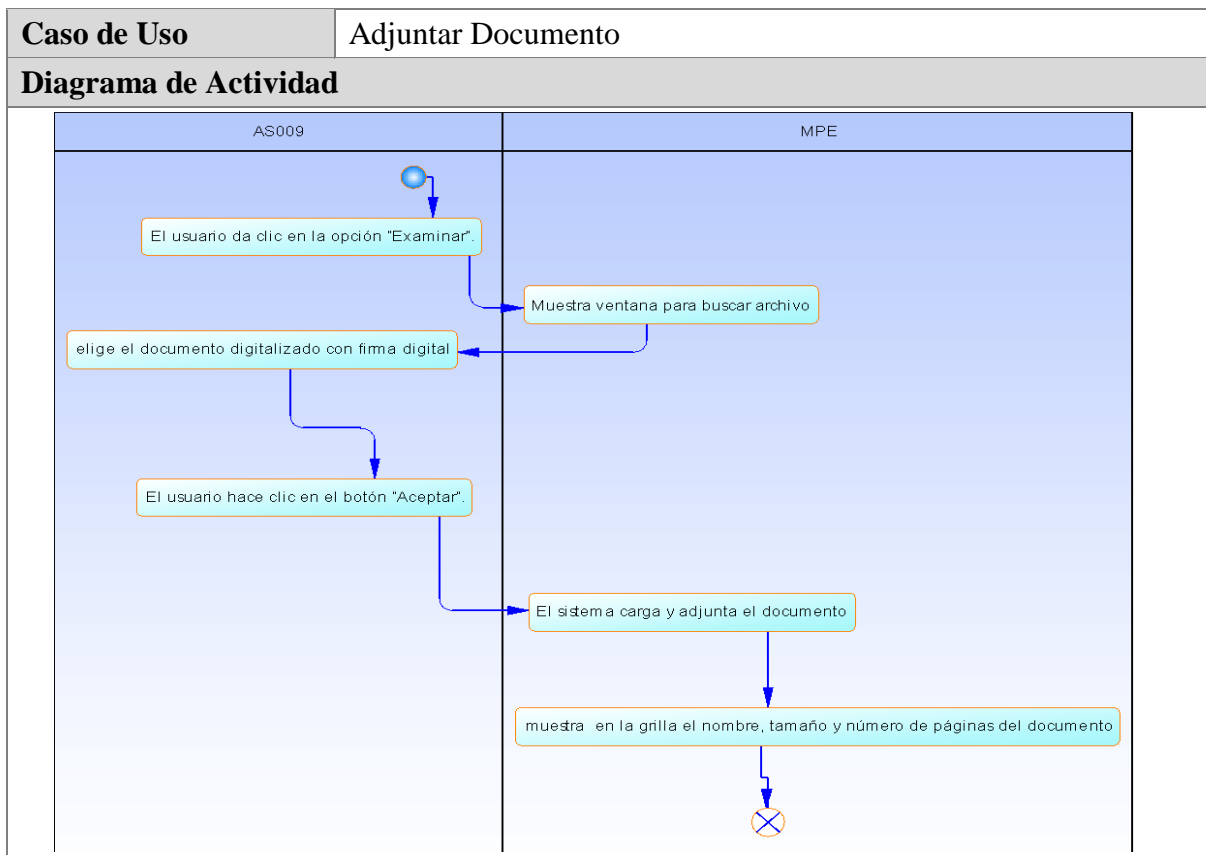 Caso de Uso Adjuntar Documento
Diagrama de Actividad
AS009 MPE
El usuario da clic en la opción "Examinar".
Muestra ventana para buscar archivo
elige el documento digitalizado con firma digital
El usuario hace clic en el botón "Aceptar".
El sistema carga y adjunta el documento
muestra en la grilla el nombre, tamaño y número de páginas del documento